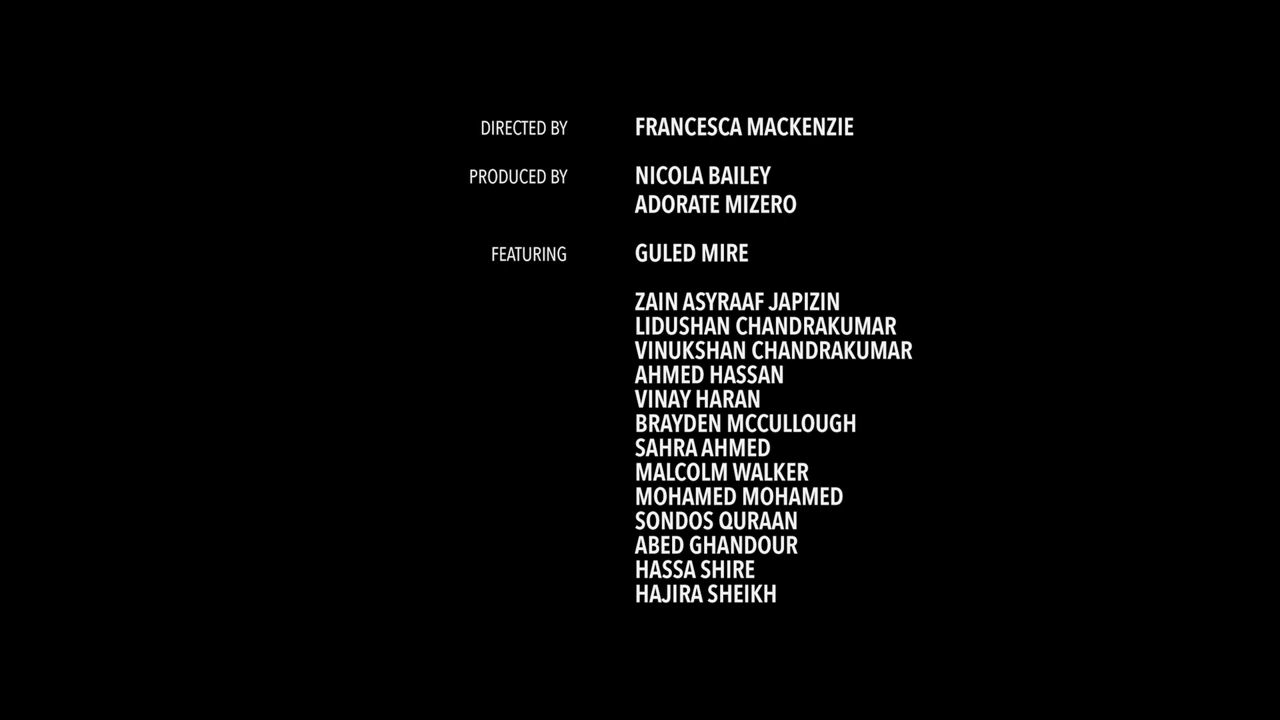 DIRECTED BY FRANCESCA MACKENZIE
PRODUCED BY NICOLA BAILEY
ADORATE MIZERO
FEATURING GULED MIRE
ZAIN ASYRAAF JAPIZIN
LIDUSHAN CHANDRAKUMAR
VINUKSHAN CHANDRAKUMAR
AHMED HASSAN
VINAY HARAN
BRAYDEN MCCULLOUGH
SAHRA AHMED
MALCOLM WALKER
MOHAMED MOHAMED
SONDOS QURAAN
ABED GHANDOUR
HASSA SHIRE
HAJIRA SHEIKH